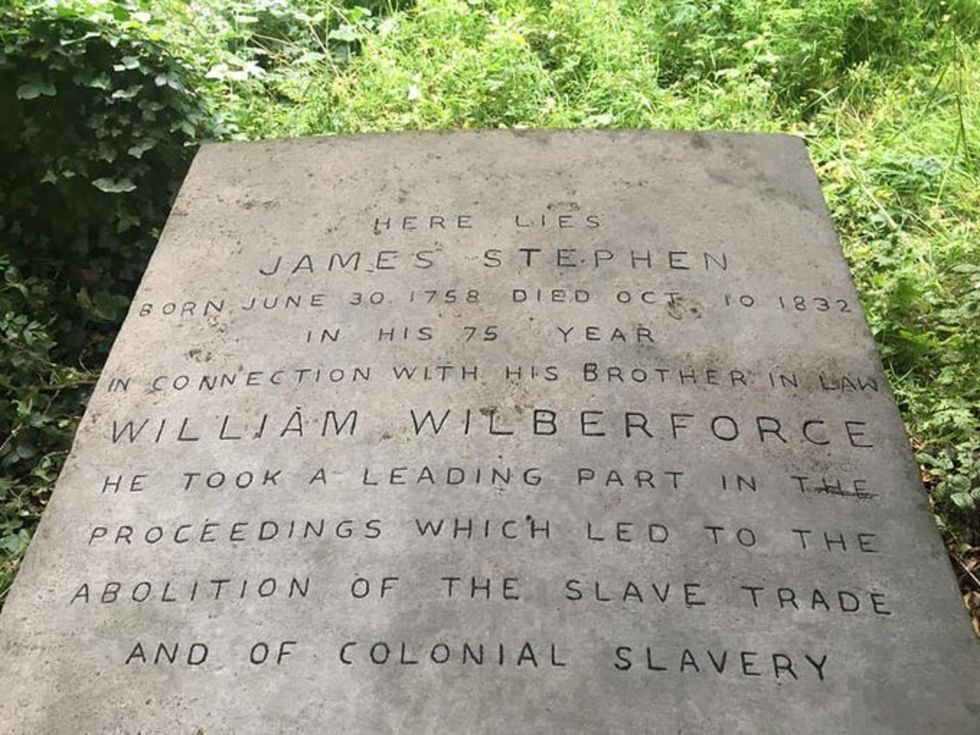 HERE LIES
JAMES STEPHEN
BORN JUNE 30 1758 DIED OCT 10 1832
IN HIS 75 YEAR
IN CONNECTION WITH HIS BROTHER IN LAW
WILLIAM WILBERFORCE
HE TOOK A LEADING PART IN THE
PROCEEDINGS WHICH LED TO THE
ABOLITION OF THE SLAVE TRADE
AND OF COLONIAL SLAVERY